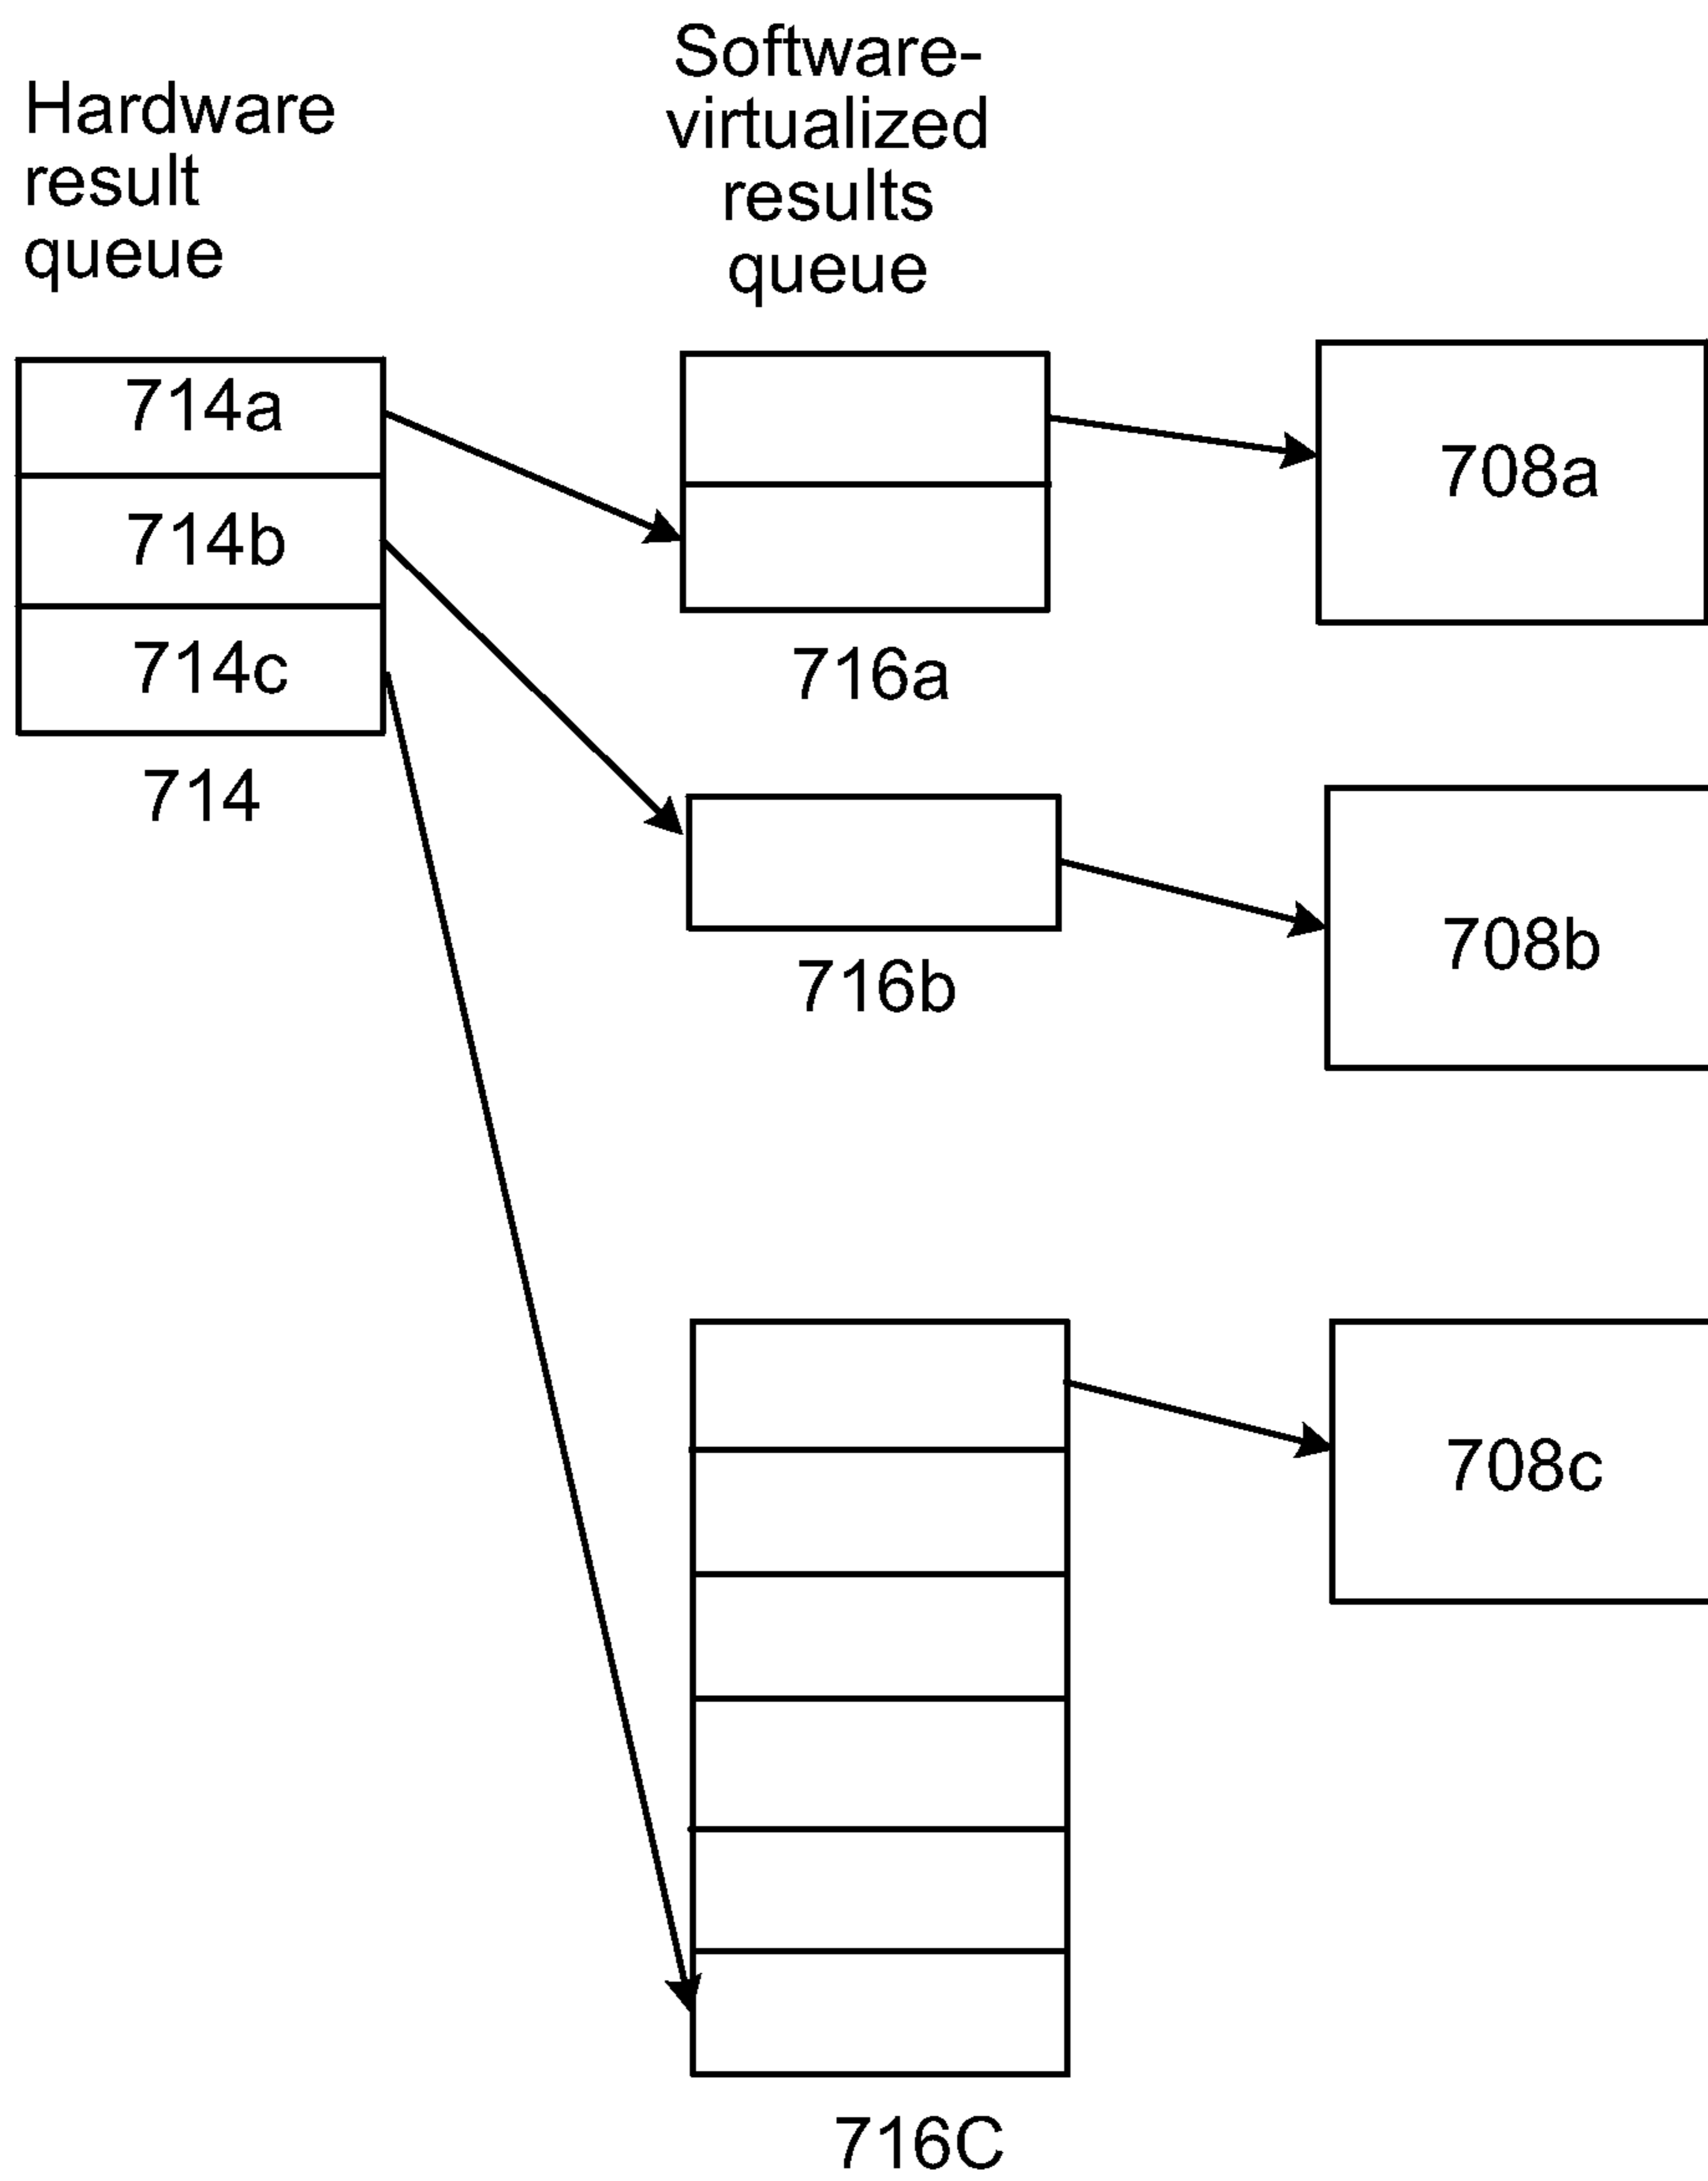 Hardware
result
queue
Software-
virtualized
results
queue
714a
714b
714c
714
716a
716b
716C
708a
708b
708c